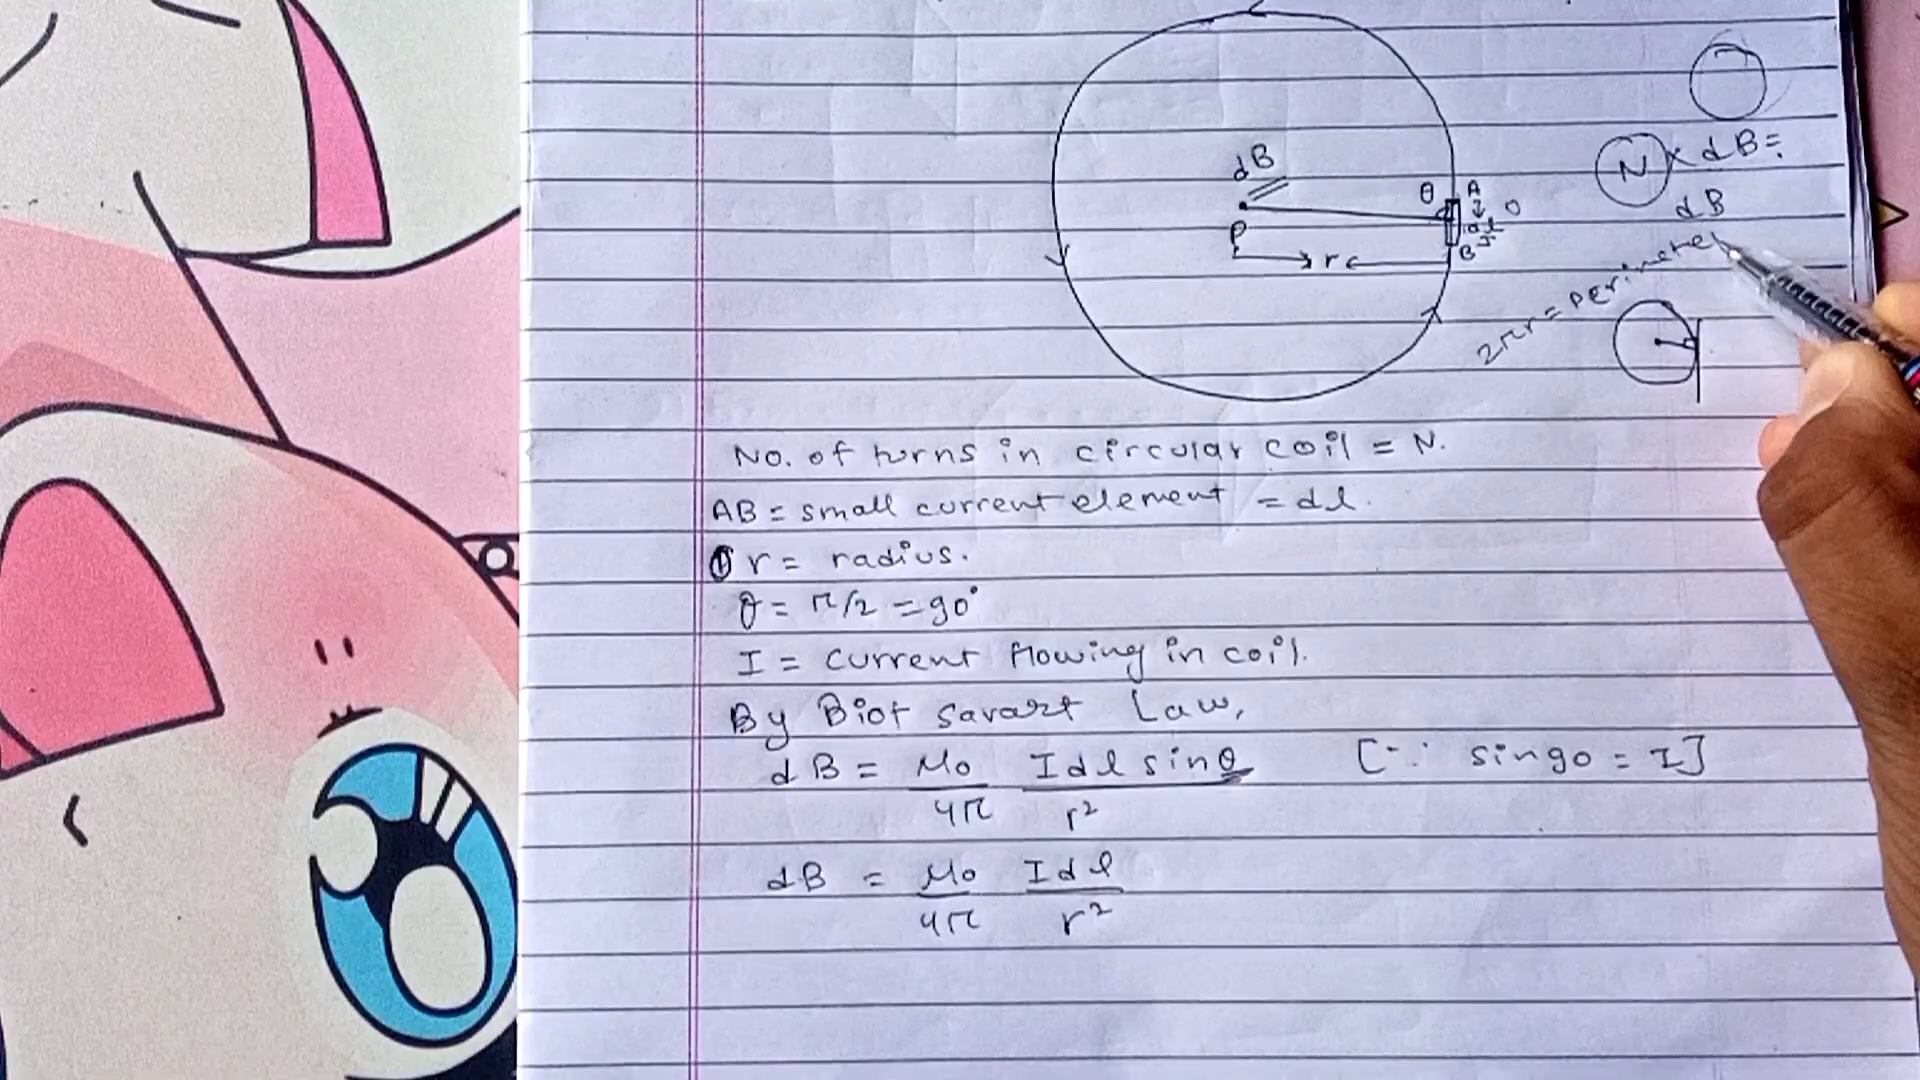 dB
θ A
N × dB =
dB
P
dl
B
r
2πr = perimeter
No. of turns in circular coil = N.
AB = small current element = dl.
r = radius.
θ = π/2 = 90°
I = current flowing in coil.
By Biot savart Law,
dB = μ₀/4π Idl sinθ/r² [∵ sin90 = 1]
dB = μ₀/4π Idl/r²